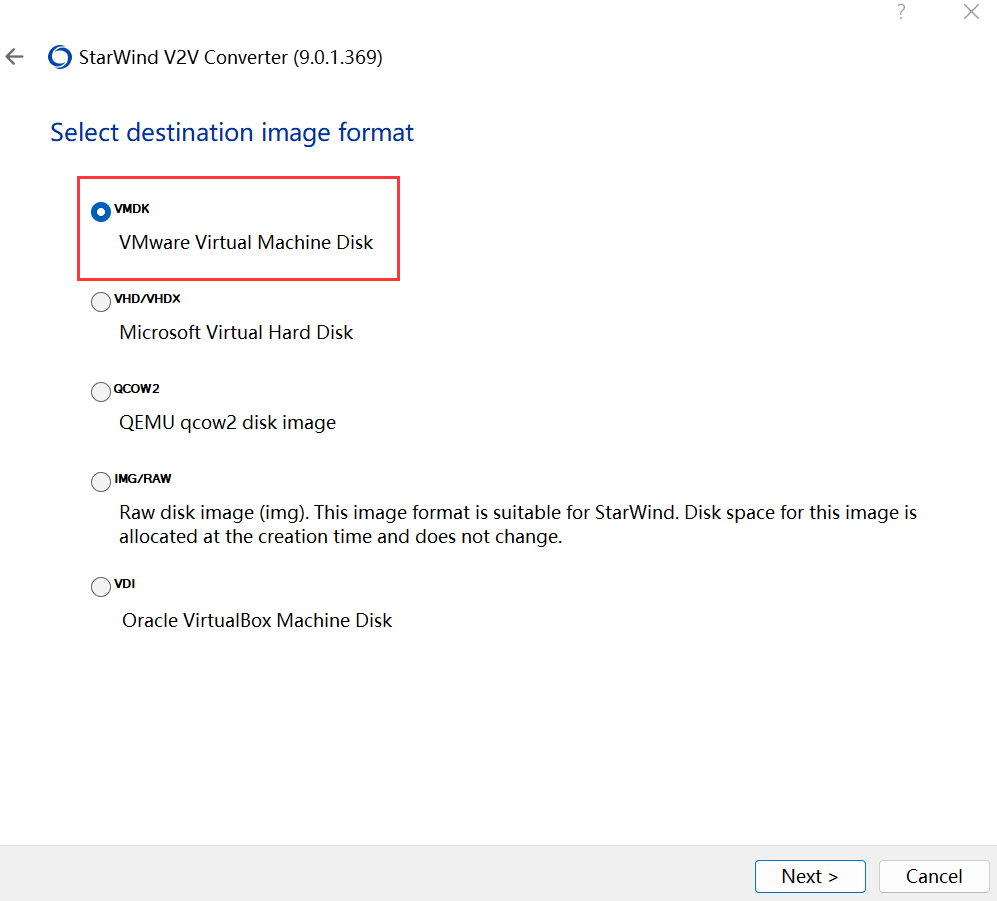 ?
StarWind V2V Converter (9.0.1.369)
Select destination image format
VMDK
VMware Virtual Machine Disk
VHD/VHDX
Microsoft Virtual Hard Disk
QCOW2
QEMU qcow2 disk image
IMG/RAW
Raw disk image (img). This image format is suitable for StarWind. Disk space for this image is
allocated at the creation time and does not change.
VDI
Oracle VirtualBox Machine Disk
Next >
Cancel